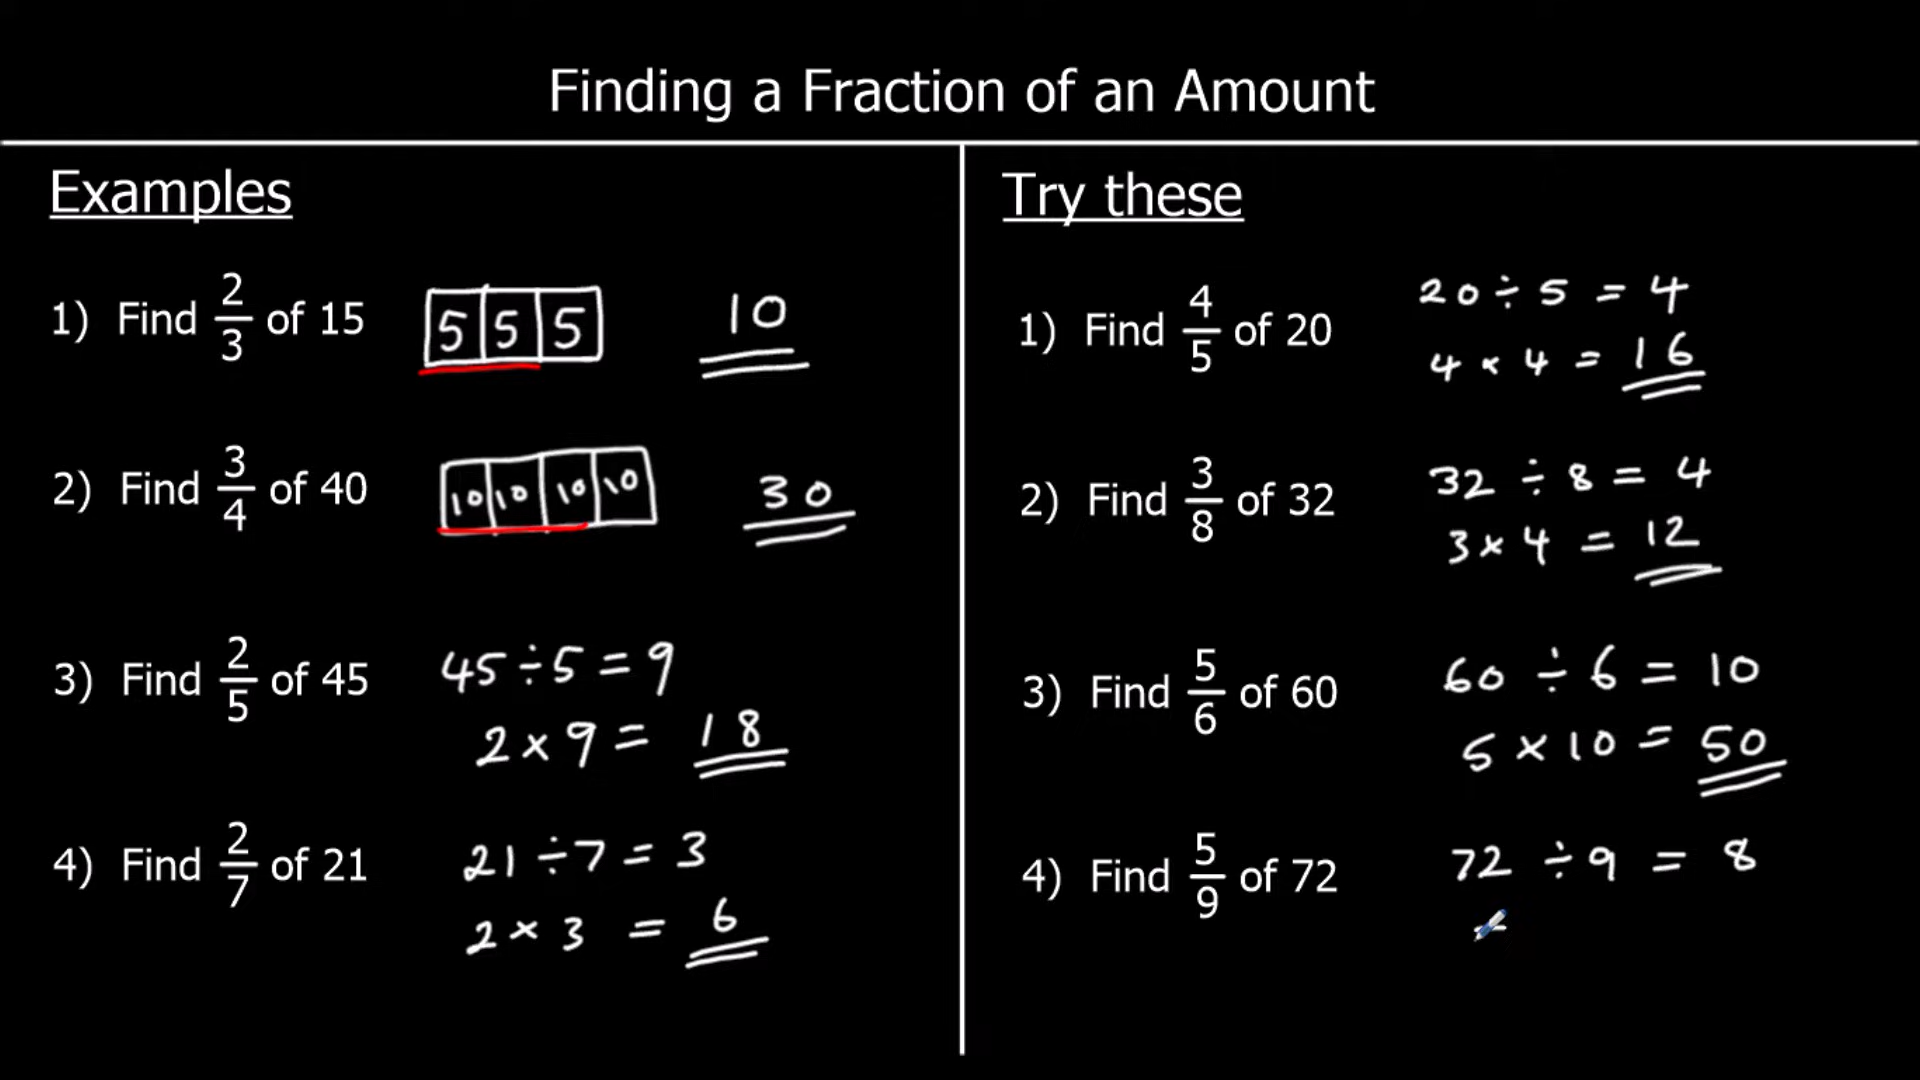 Finding a Fraction of an Amount
Examples
1) Find 2/3 of 15
5 5 5
10
2) Find 3/4 of 40
10 10 10 10
30
3) Find 2/5 of 45
45 ÷ 5 = 9
2 × 9 = 18
4) Find 2/7 of 21
21 ÷ 7 = 3
2 × 3 = 6
Try these
1) Find 4/5 of 20
20 ÷ 5 = 4
4 × 4 = 16
2) Find 3/8 of 32
32 ÷ 8 = 4
3 × 4 = 12
3) Find 5/6 of 60
60 ÷ 6 = 10
5 × 10 = 50
4) Find 5/9 of 72
72 ÷ 9 = 8